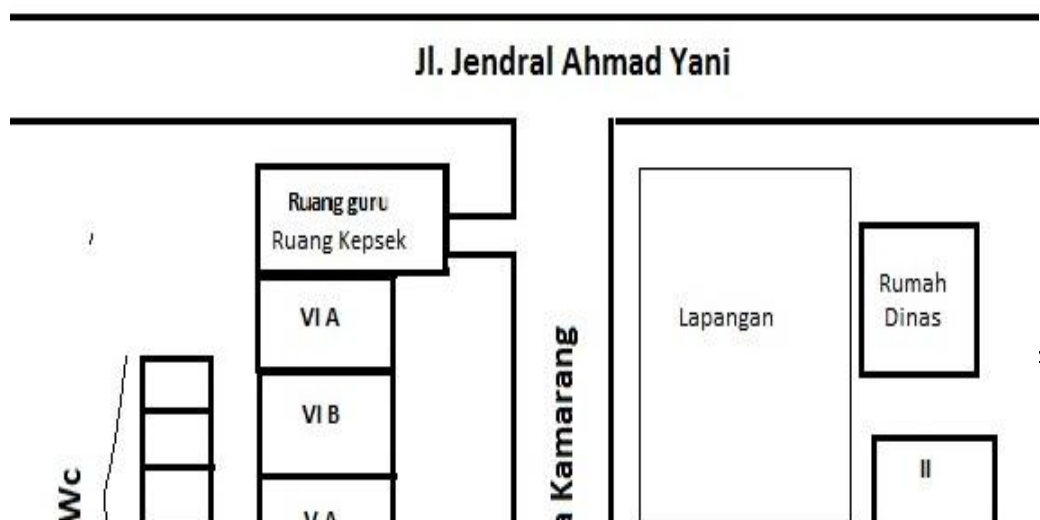 Jl. Jendral Ahmad Yani
Ruang guru
Ruang Kepsek
VI A
Rumah
Dinas
Lapangan
VI B
Kamarang
II
Wc
V A